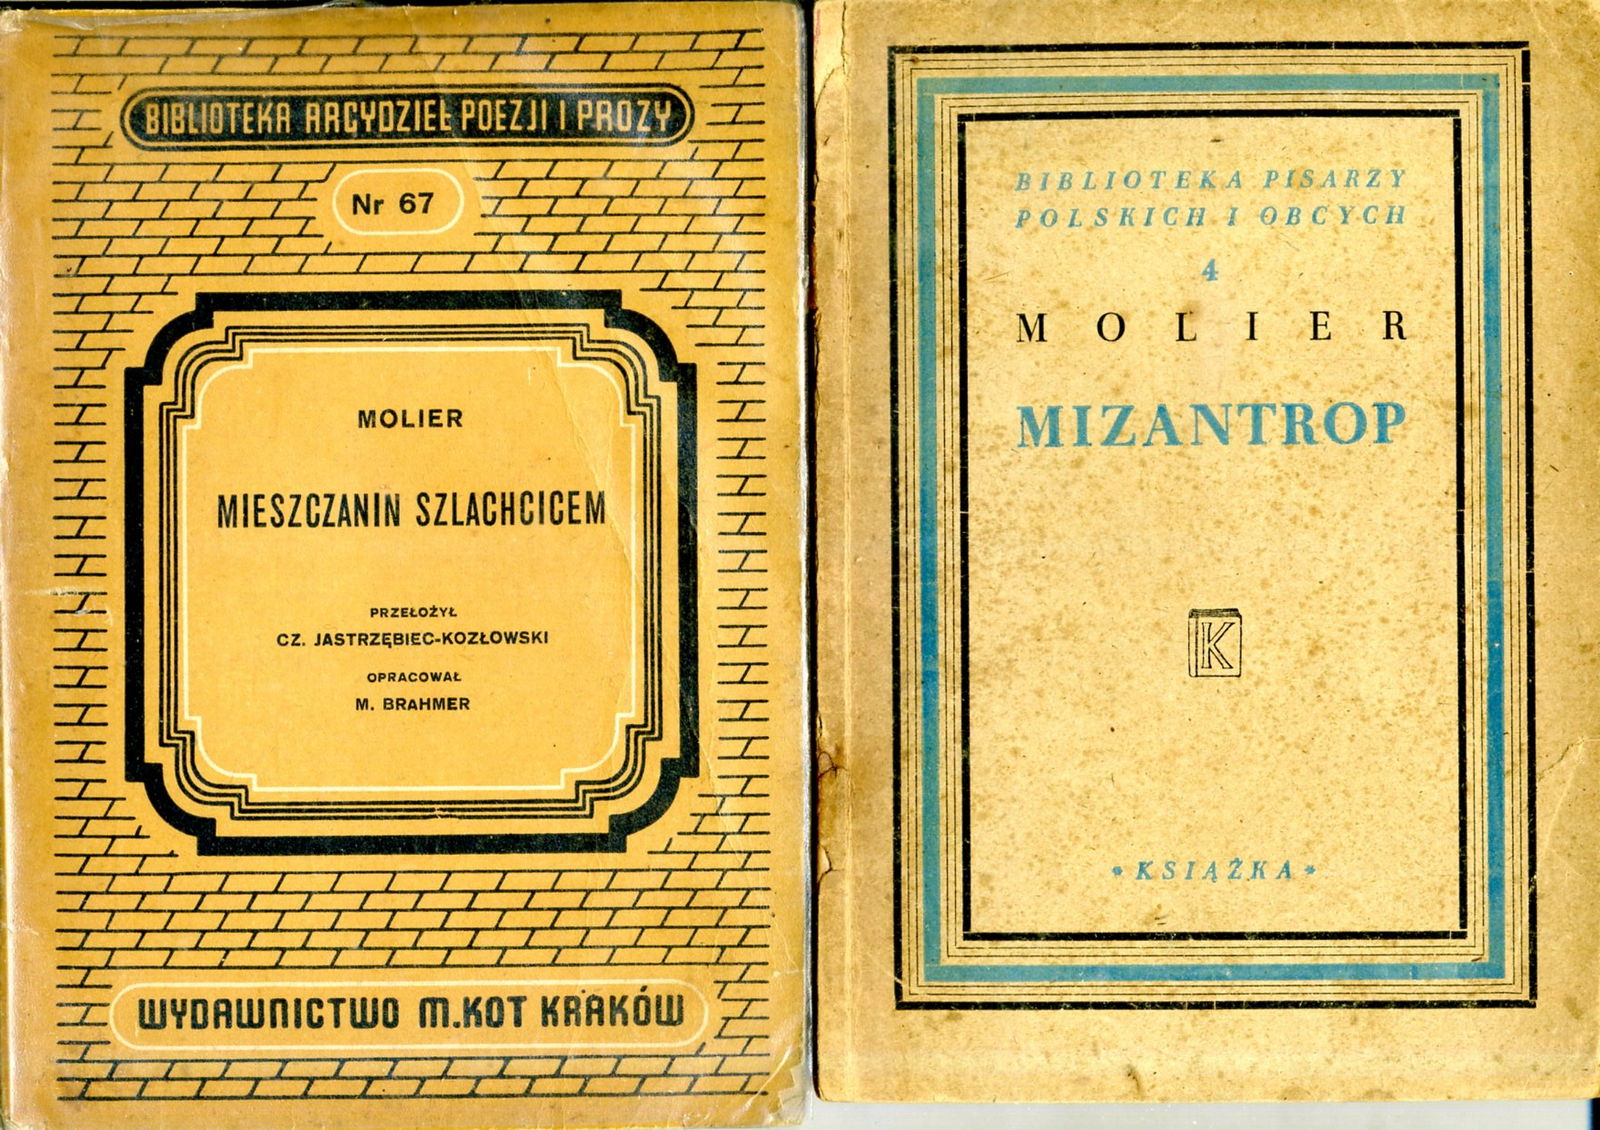 BIBLIOTEKA ARCYDZIEŁ POEZJI I PROZY
Nr 67
MOLIER
MIESZCZANIN SZLACHCICEM
PRZEŁOŻYŁ
CZ. JASTRZĘBIEC-KOZŁOWSKI
OPRACOWAŁ
M. BRAHMER
WYDAWNICTWO M. KOT KRAKÓW
BIBLIOTEKA PISARZY
POLSKICH I OBCYCH
4
MOLIER
MIZANTROP
K
* KSIĄŻKA *